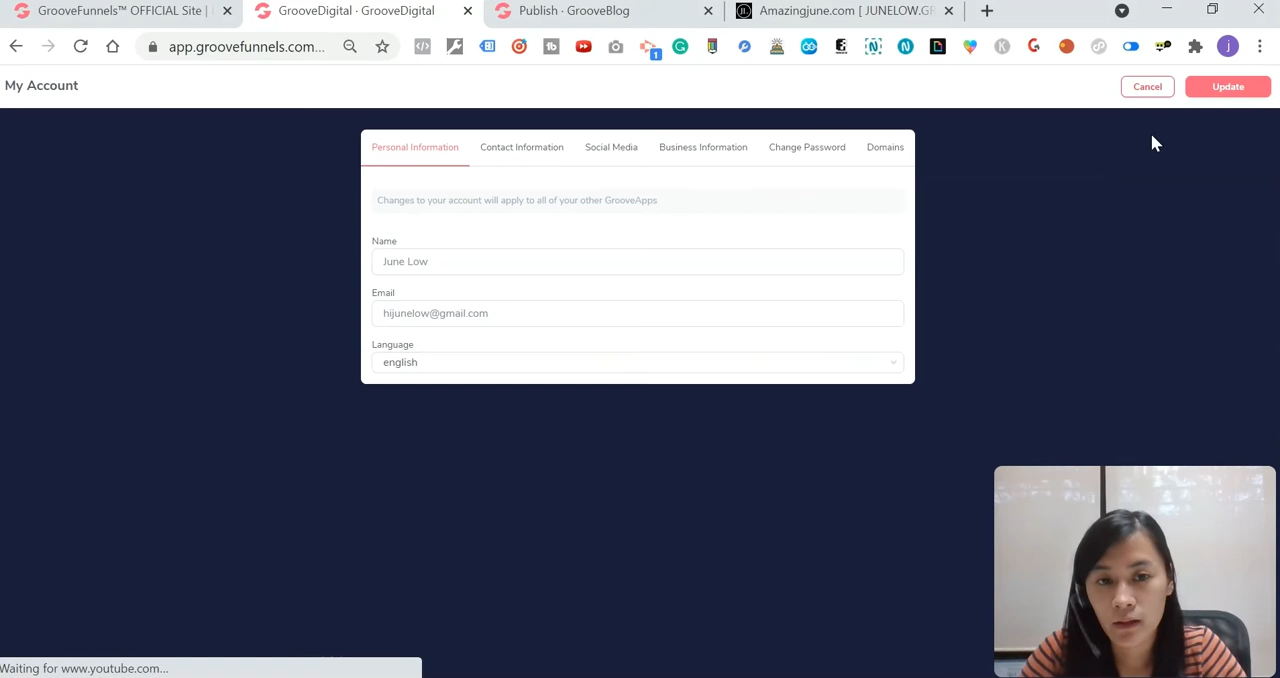 GrooveFunnels™ OFFICIAL Site |
GrooveDigital · GrooveDigital
Publish · GrooveBlog
Amazingjune.com [ JUNELOW.GR
app.groovefunnels.com...
1
j
My Account
Cancel
Update
Personal Information
Contact Information
Social Media
Business Information
Change Password
Domains
Changes to your account will apply to all of your other GrooveApps
Name
June Low
Email
hijunelow@gmail.com
Language
english
Waiting for www.youtube.com...